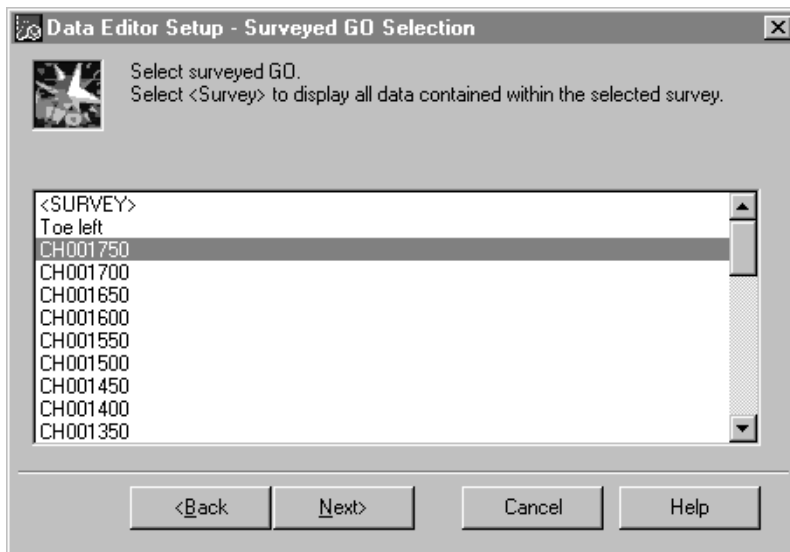 Data Editor Setup - Surveyed GO Selection
Select surveyed GO.
Select <Survey> to display all data contained within the selected survey.
<SURVEY>
Toe left
CH001750
CH001700
CH001650
CH001600
CH001550
CH001500
CH001450
CH001400
CH001350
<Back Next> Cancel Help